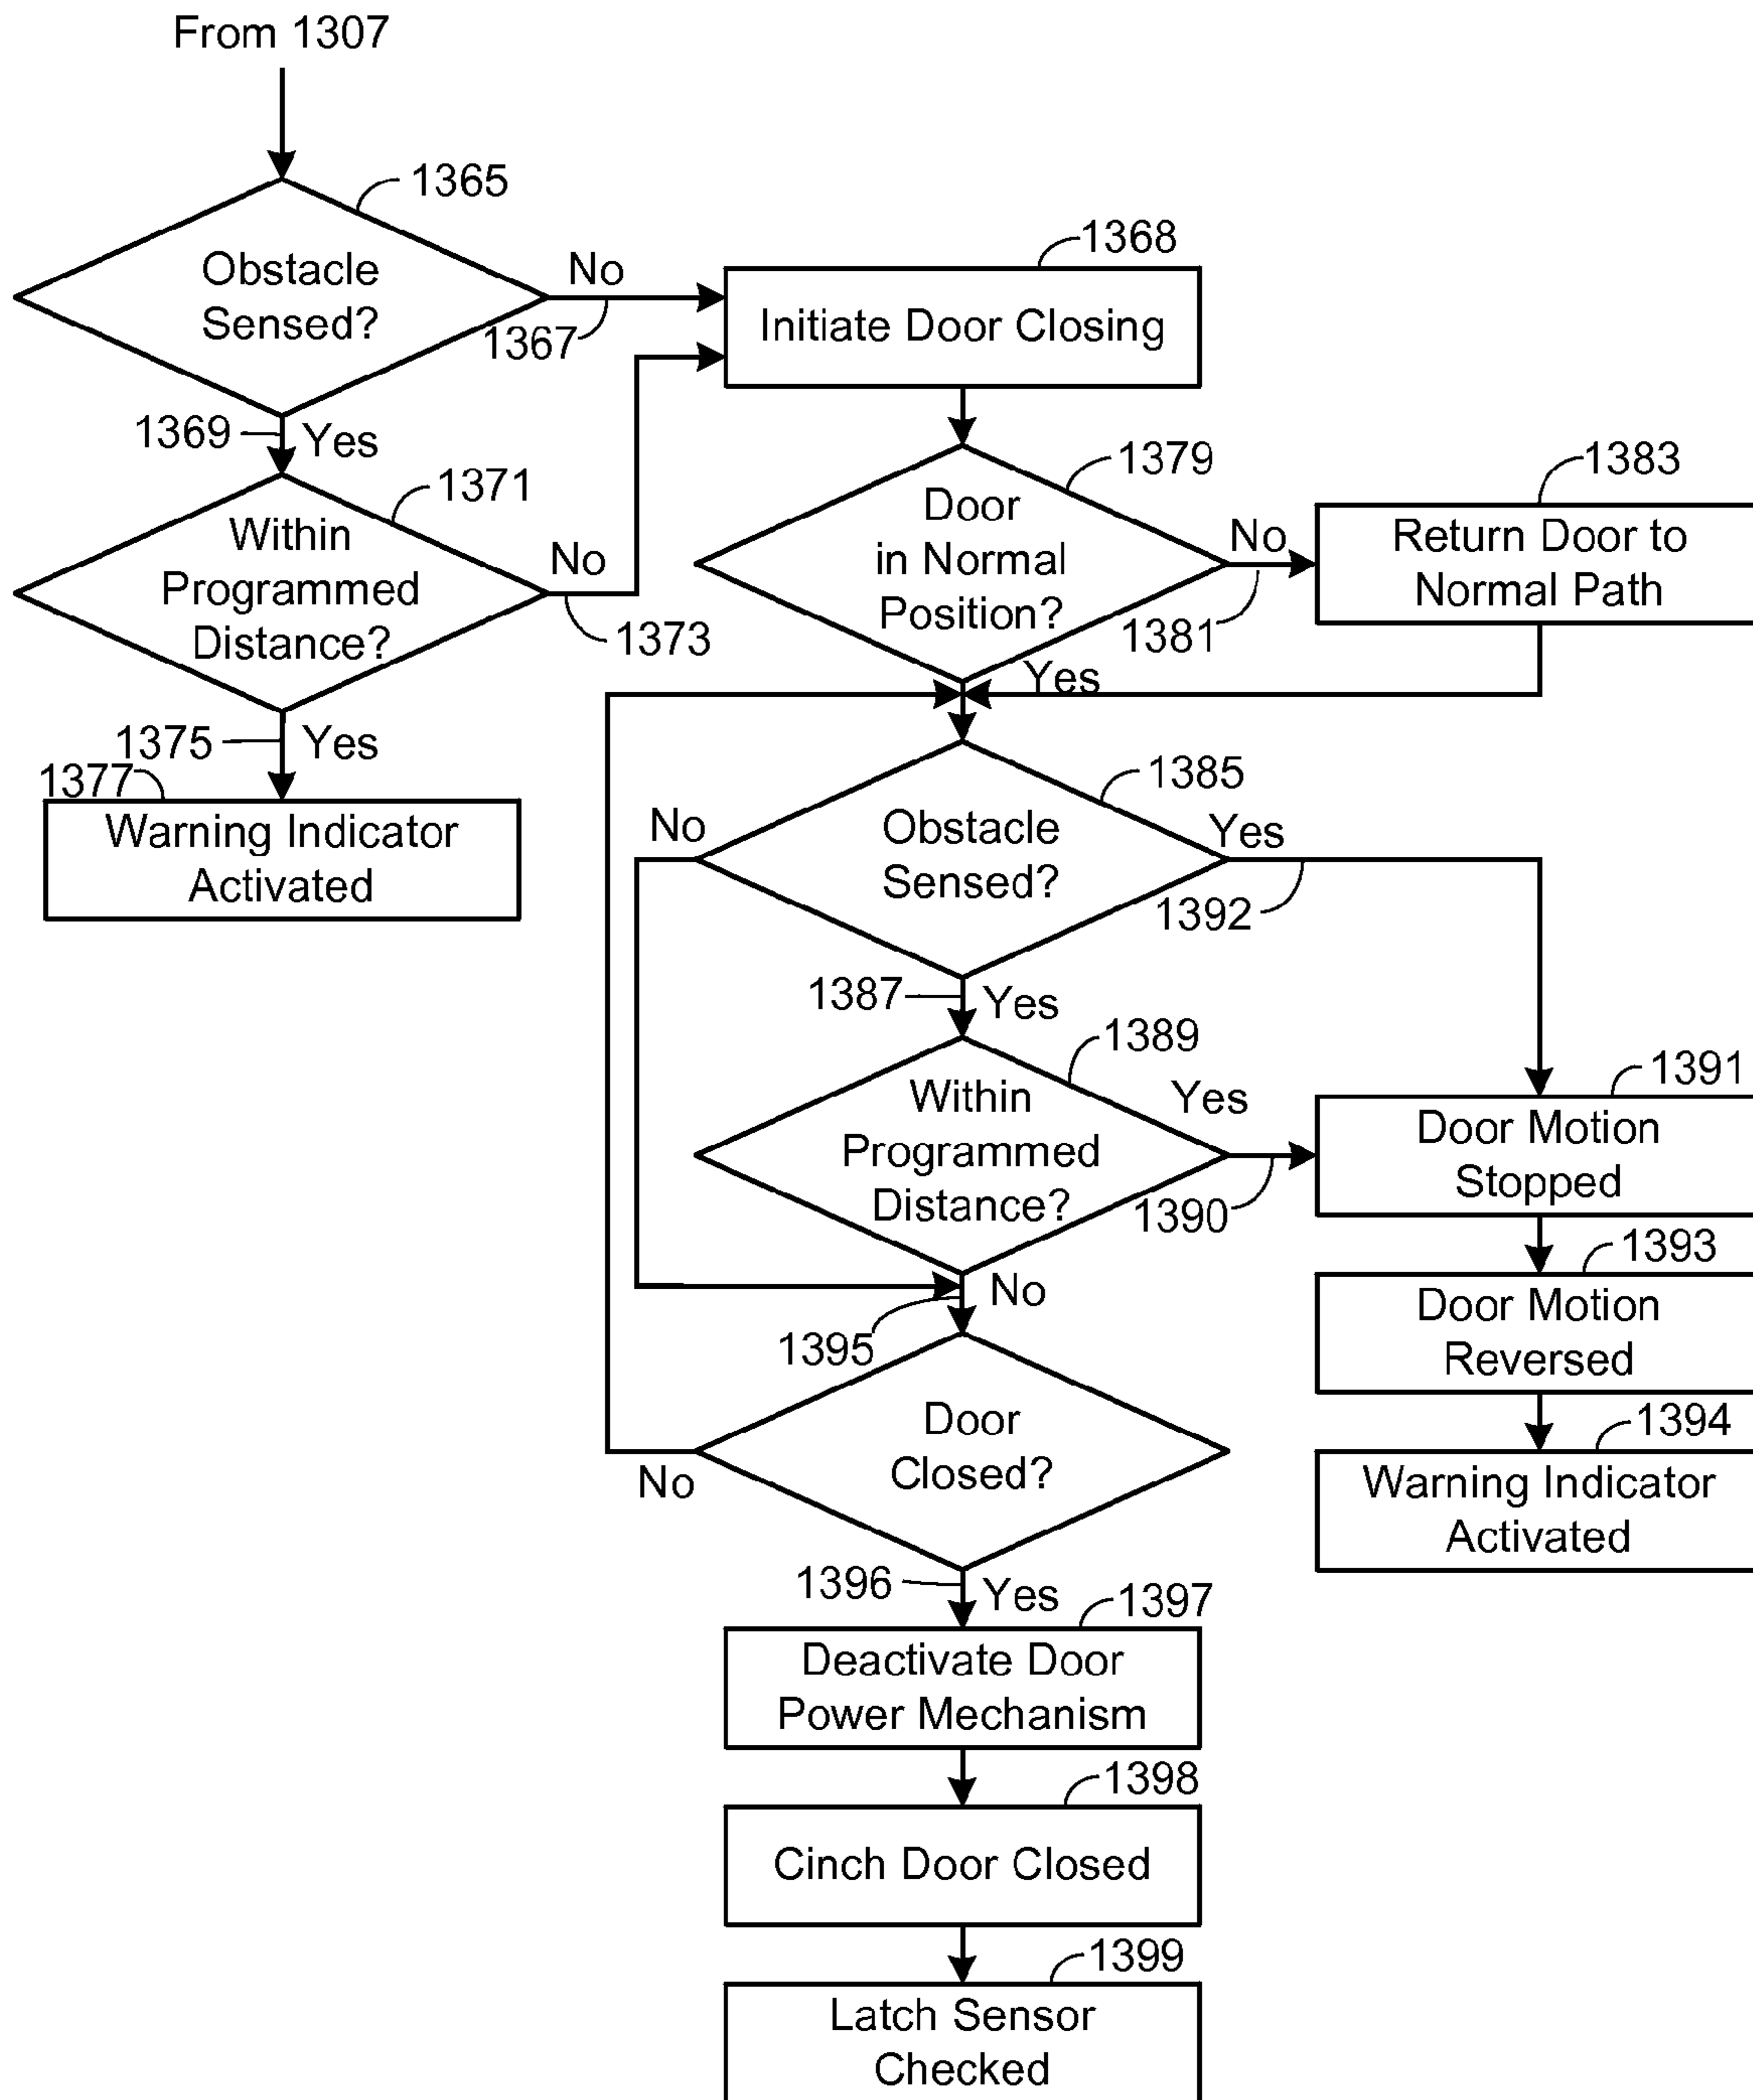 From 1307
1365
Obstacle
Sensed?
No
1367
1368
Initiate Door Closing
1369
Yes
1371
Within
Programmed
Distance?
No
1373
1375
Yes
1377
Warning Indicator
Activated
1379
Door
in Normal
Position?
No
1381
1383
Return Door to
Normal Path
Yes
1385
Obstacle
Sensed?
No
Yes
1392
1387
Yes
1389
Within
Programmed
Distance?
Yes
1390
1391
Door Motion
Stopped
1393
Door Motion
Reversed
1394
Warning Indicator
Activated
No
1395
Door
Closed?
No
1396
Yes
1397
Deactivate Door
Power Mechanism
1398
Cinch Door Closed
1399
Latch Sensor
Checked